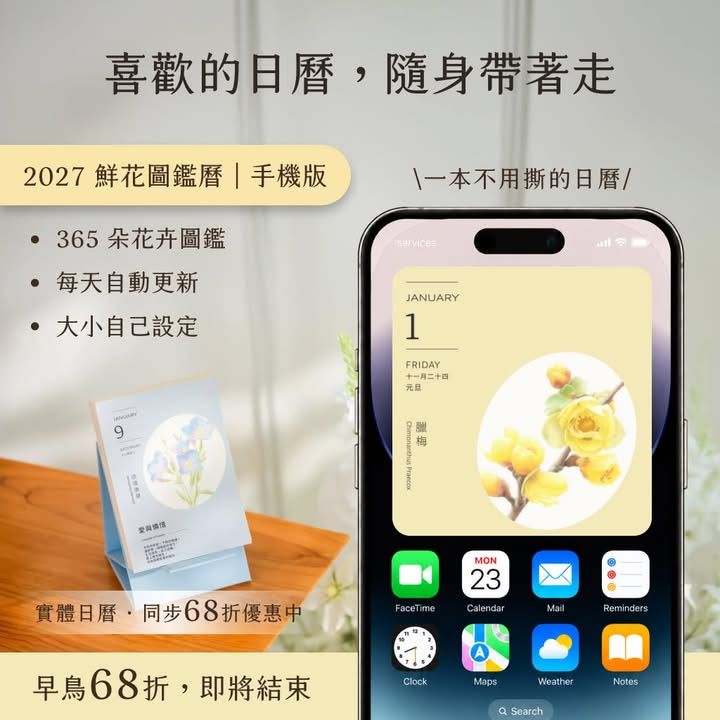 喜歡的日曆，隨身帶著走
2027 鮮花圖鑑曆｜手機版
\一本不用撕的日曆/
• 365 朵花卉圖鑑
• 每天自動更新
• 大小自己設定
services
JANUARY
1
FRIDAY
十一月二十四
元旦
臘梅
Chimonanthus Praecox
JANUARY
9
SATURDAY
愛與憐惜
MON
23
FaceTime
Calendar
Mail
Reminders
12
Clock
Maps
Weather
Notes
Search
實體日曆．同步68折優惠中
早鳥68折，即將結束